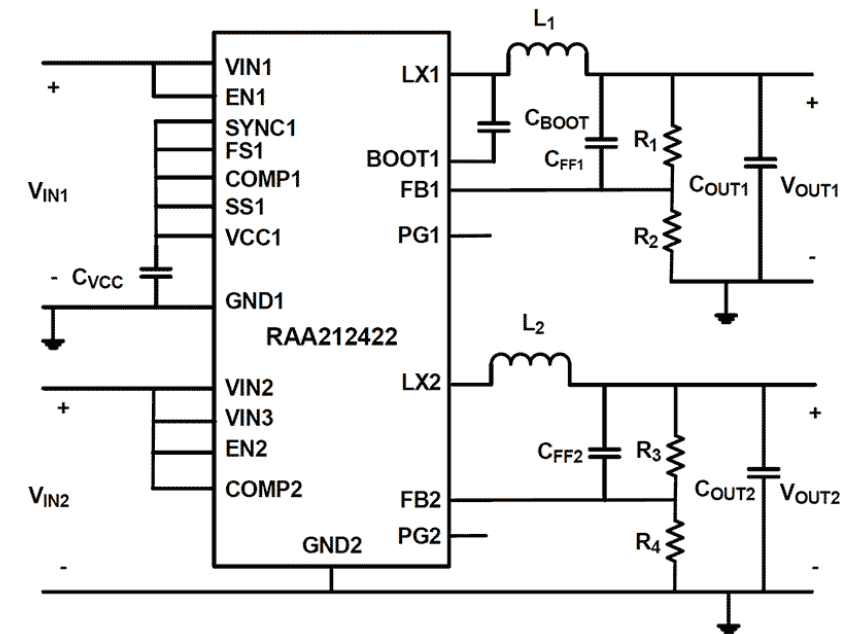 L1
VIN1
LX1
+
+
EN1
SYNC1
CBOOT
FS1
R1
BOOT1
CFF1
COMP1
VIN1
FB1
COUT1
VOUT1
SS1
VCC1
PG1
R2
-
CVCC
-
GND1
RAA212422
L2
VIN2
LX2
+
+
VIN3
EN2
CFF2
R3
COMP2
COUT2
VOUT2
VIN2
FB2
PG2
R4
GND2
-
-